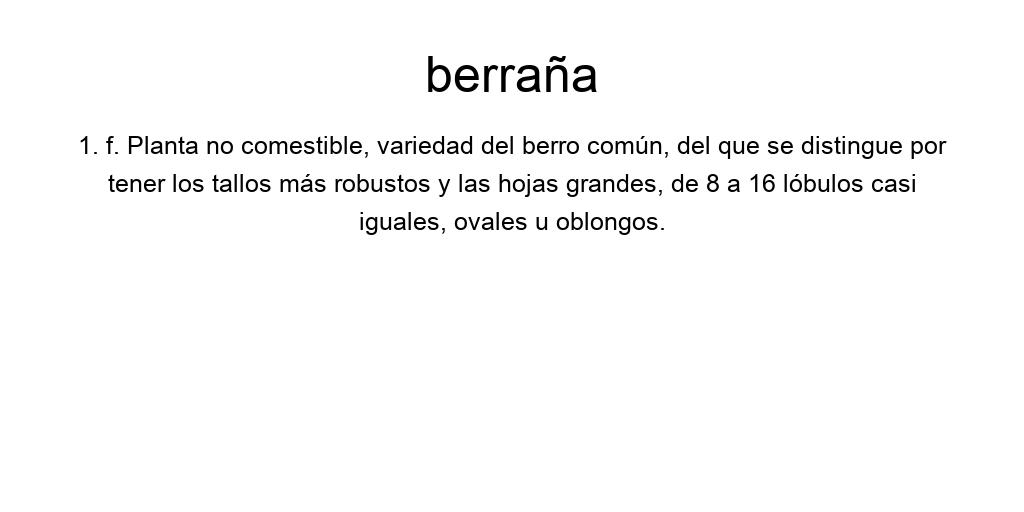 berraña
1. f. Planta no comestible, variedad del berro común, del que se distingue por
tener los tallos más robustos y las hojas grandes, de 8 a 16 lóbulos casi
iguales, ovales u oblongos.